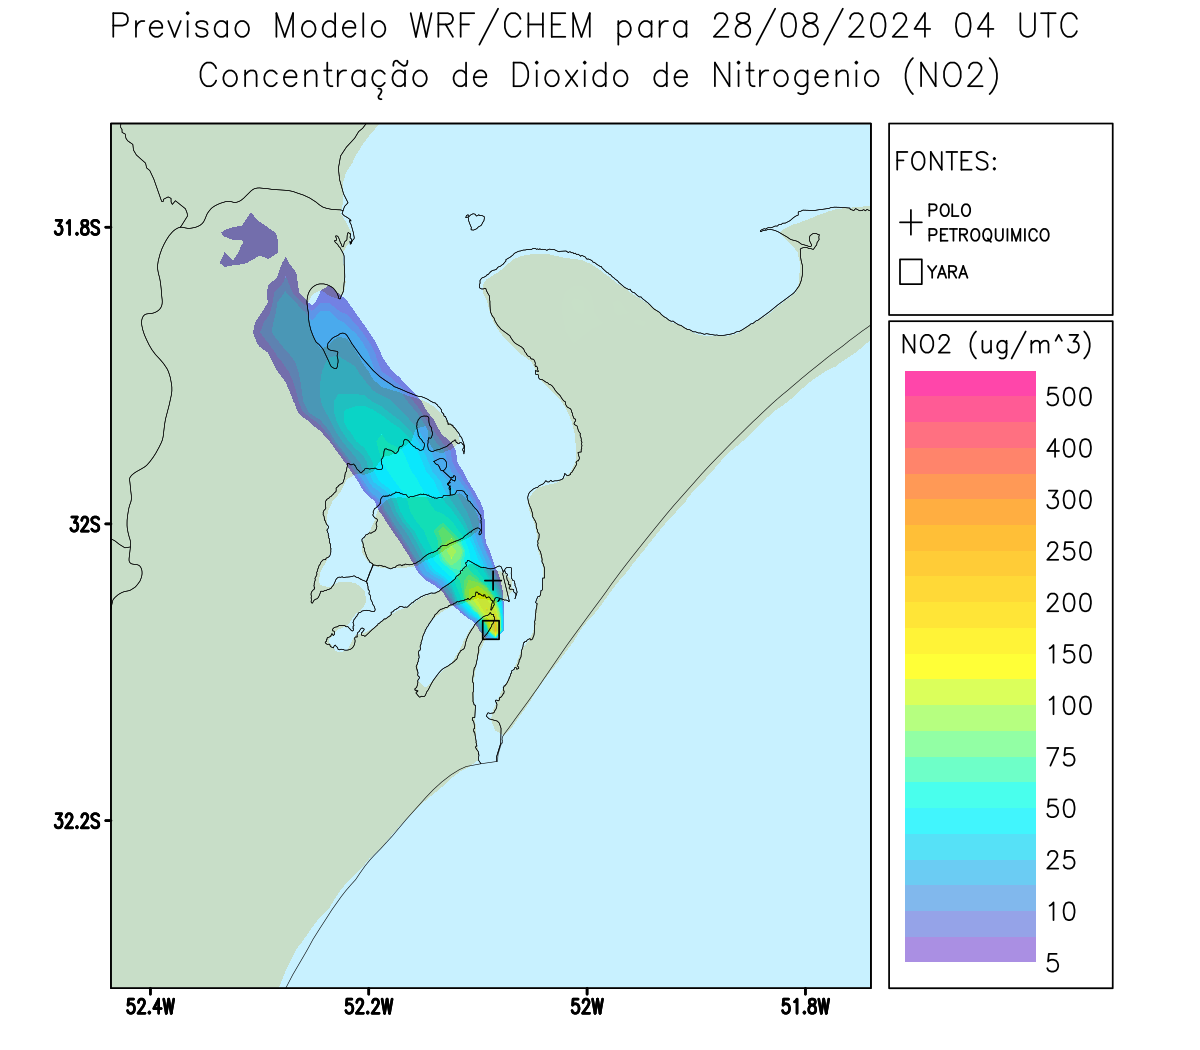 Previsao Modelo WRF/CHEM para 28/08/2024 04 UTC
Concentração de Dioxido de Nitrogenio (NO2)
FONTES:
POLO
PETROQUIMICO
YARA
NO2 (ug/m^3)
500
400
300
250
200
150
100
75
50
25
10
5
31.8S
32S
32.2S
52.4W
52.2W
52W
51.8W